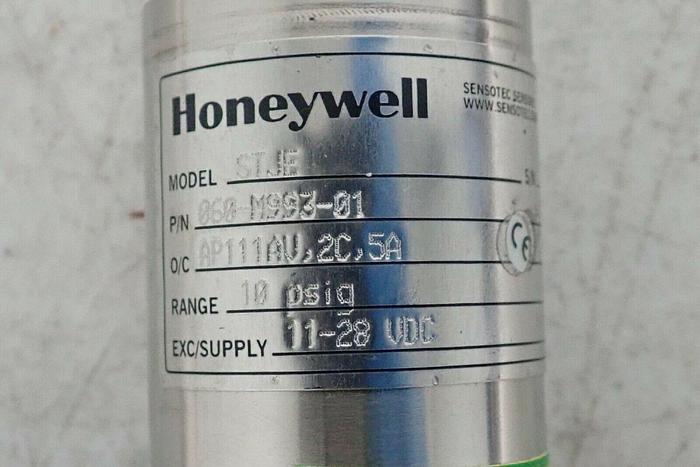 Honeywell
SENSOTEC
WWW.SENSOTEC
MODEL STJE
S.N.
P/N 060-M993-01
O/C AP111AV,2C,5A
CE
RANGE 10 psig
EXC/SUPPLY 11-28 VDC